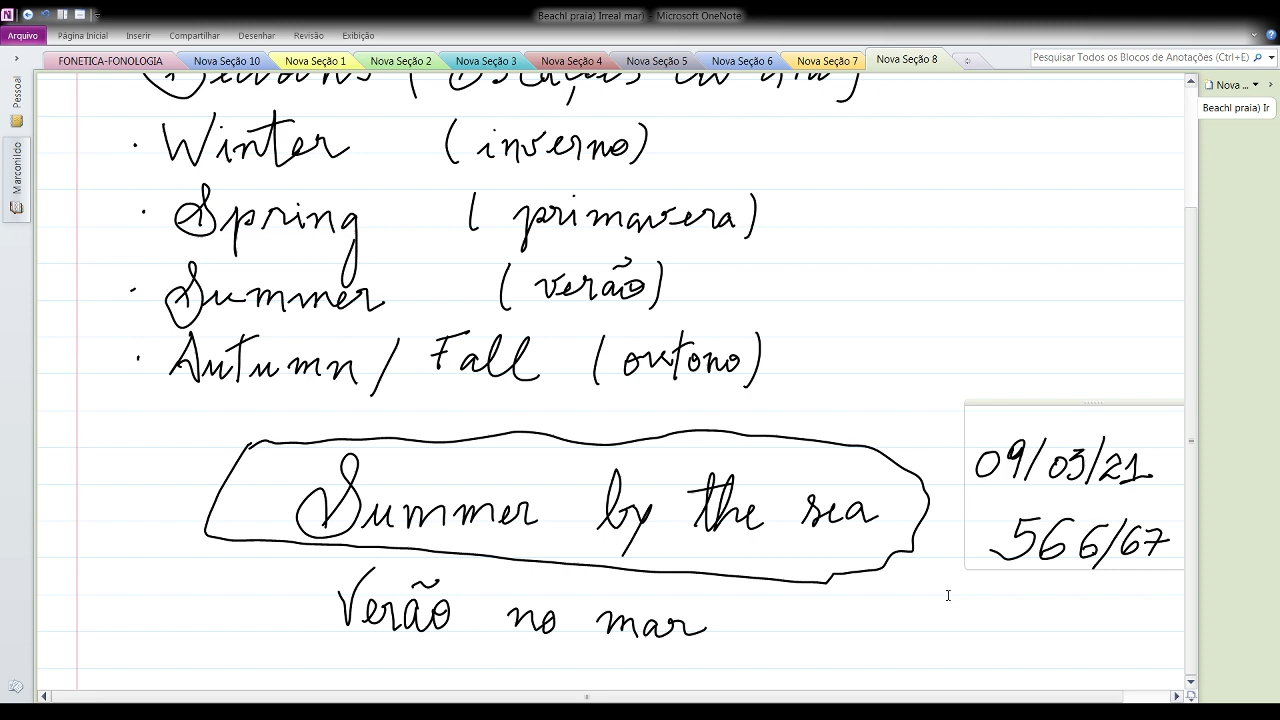 Beachl praia) Irreal mar) - Microsoft OneNote
Arquivo Página Inicial Inserir Compartilhar Desenhar Revisão Exibição
FONETICA-FONOLOGIA Nova Seção 10 Nova Seção 1 Nova Seção 2 Nova Seção 3 Nova Seção 4 Nova Seção 5 Nova Seção 6 Nova Seção 7 Nova Seção 8
Pesquisar Todos os Blocos de Anotações (Ctrl+E)
Pessoal
Marconildo
Nova ...
Beachl praia) Ir
· Winter (inverno)
· Spring (primavera)
· Summer (verão)
· Autumn / Fall (outono)
Summer by the sea
Verão no mar
09/03/21
566/67